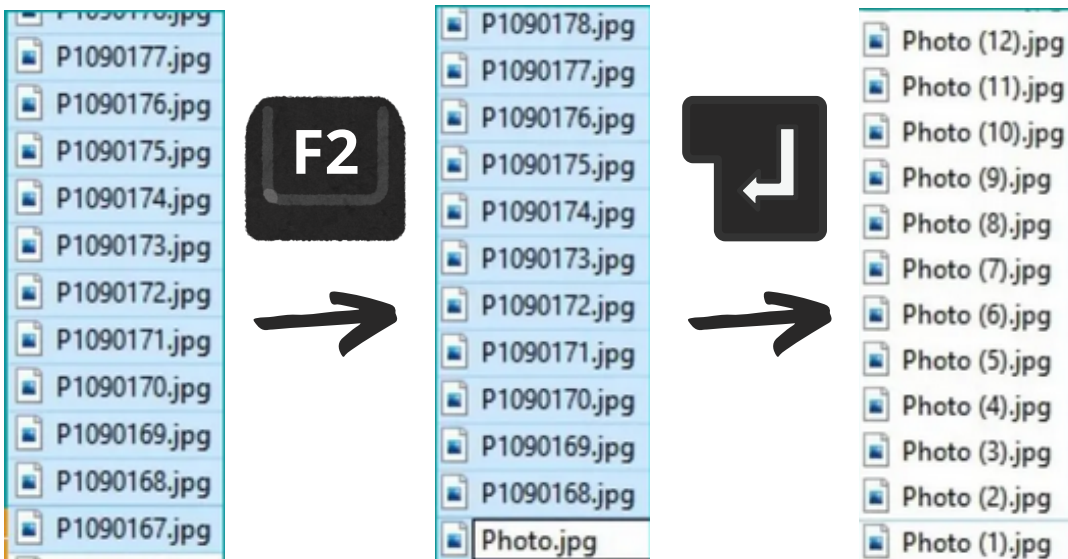 P1090177.jpg
P1090176.jpg
P1090175.jpg
P1090174.jpg
P1090173.jpg
P1090172.jpg
P1090171.jpg
P1090170.jpg
P1090169.jpg
P1090168.jpg
P1090167.jpg
F2
P1090178.jpg
P1090177.jpg
P1090176.jpg
P1090175.jpg
P1090174.jpg
P1090173.jpg
P1090172.jpg
P1090171.jpg
P1090170.jpg
P1090169.jpg
P1090168.jpg
Photo.jpg
Photo (12).jpg
Photo (11).jpg
Photo (10).jpg
Photo (9).jpg
Photo (8).jpg
Photo (7).jpg
Photo (6).jpg
Photo (5).jpg
Photo (4).jpg
Photo (3).jpg
Photo (2).jpg
Photo (1).jpg